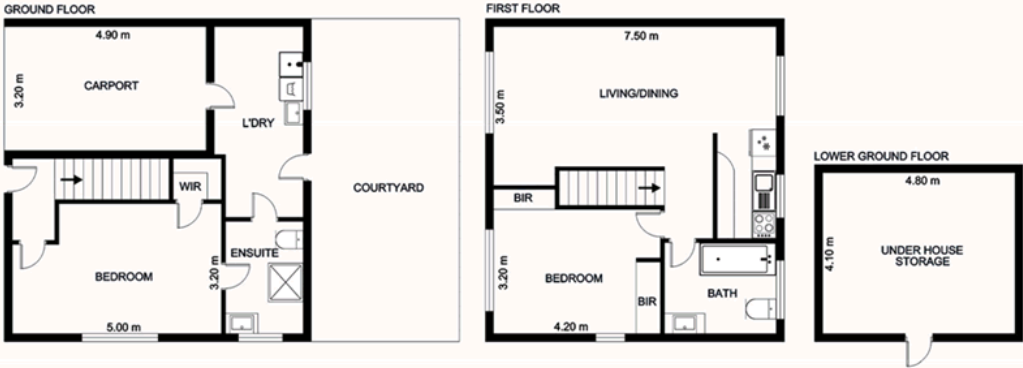 GROUND FLOOR
4.90 m
3.20 m
CARPORT
L'DRY
WIR
COURTYARD
ENSUITE
BEDROOM
3.20 m
5.00 m
FIRST FLOOR
7.50 m
3.50 m
LIVING/DINING
BIR
3.20 m
BEDROOM
BIR
BATH
4.20 m
LOWER GROUND FLOOR
4.80 m
4.10 m
UNDER HOUSE
STORAGE